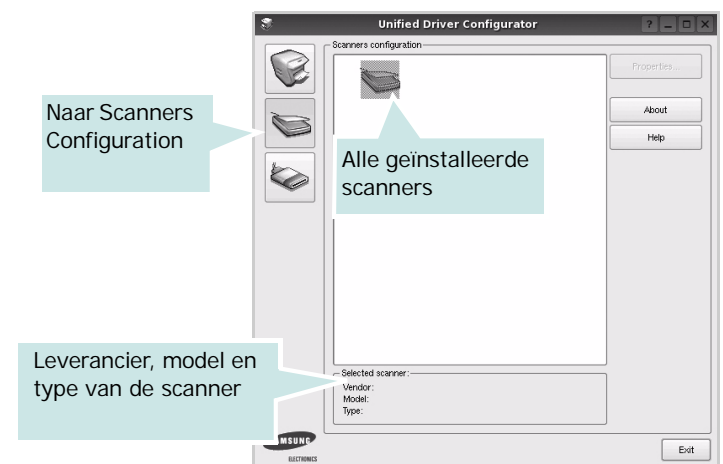 Unified Driver Configurator
Scanners configuration
Properties...
About
Help
Naar Scanners
Configuration
Alle geïnstalleerde
scanners
Leverancier, model en
type van de scanner
Selected scanner:
Vendor:
Model:
Type:
MSUNG
ELECTRONICS
Exit